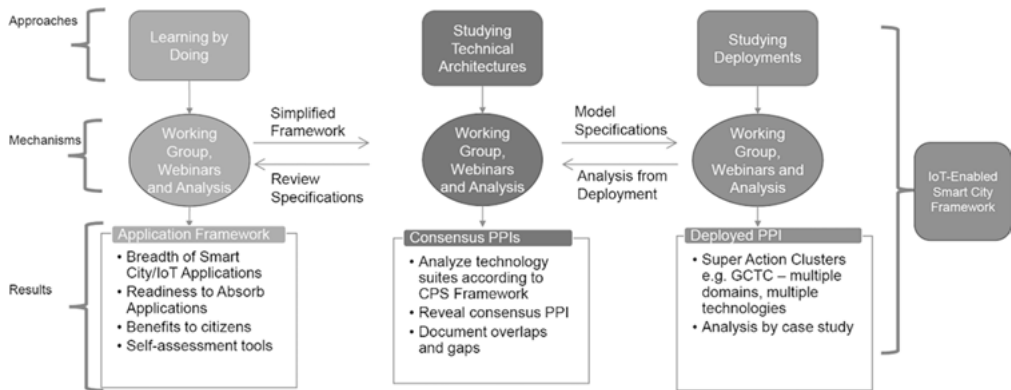 Approaches
Learning by
Doing
Studying
Technical
Architectures
Studying
Deployments
Mechanisms
Working
Group,
Webinars
and Analysis
Simplified
Framework
Review
Specifications
Working
Group,
Webinars
and Analysis
Model
Specifications
Analysis from
Deployment
Working
Group,
Webinars
and Analysis
IoT-Enabled
Smart City
Framework
Results
Application Framework
• Breadth of Smart
City/IoT Applications
• Readiness to Absorb
Applications
• Benefits to citizens
• Self-assessment tools
Consensus PPIs
• Analyze technology
suites according to
CPS Framework
• Reveal consensus PPI
• Document overlaps
and gaps
Deployed PPI
• Super Action Clusters
e.g. GCTC – multiple
domains, multiple
technologies
• Analysis by case study